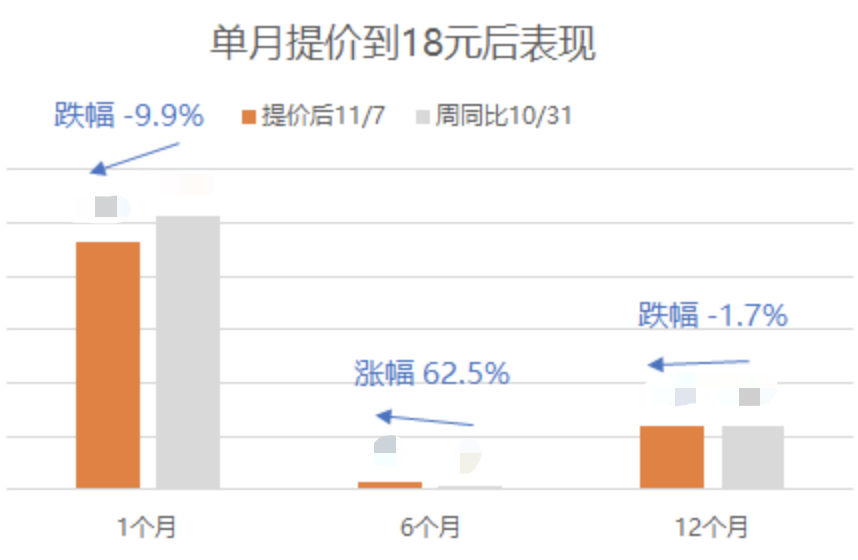 单月提价到18元后表现
跌幅 -9.9%
提价后11/7
周同比10/31
跌幅 -1.7%
涨幅 62.5%
1个月
6个月
12个月